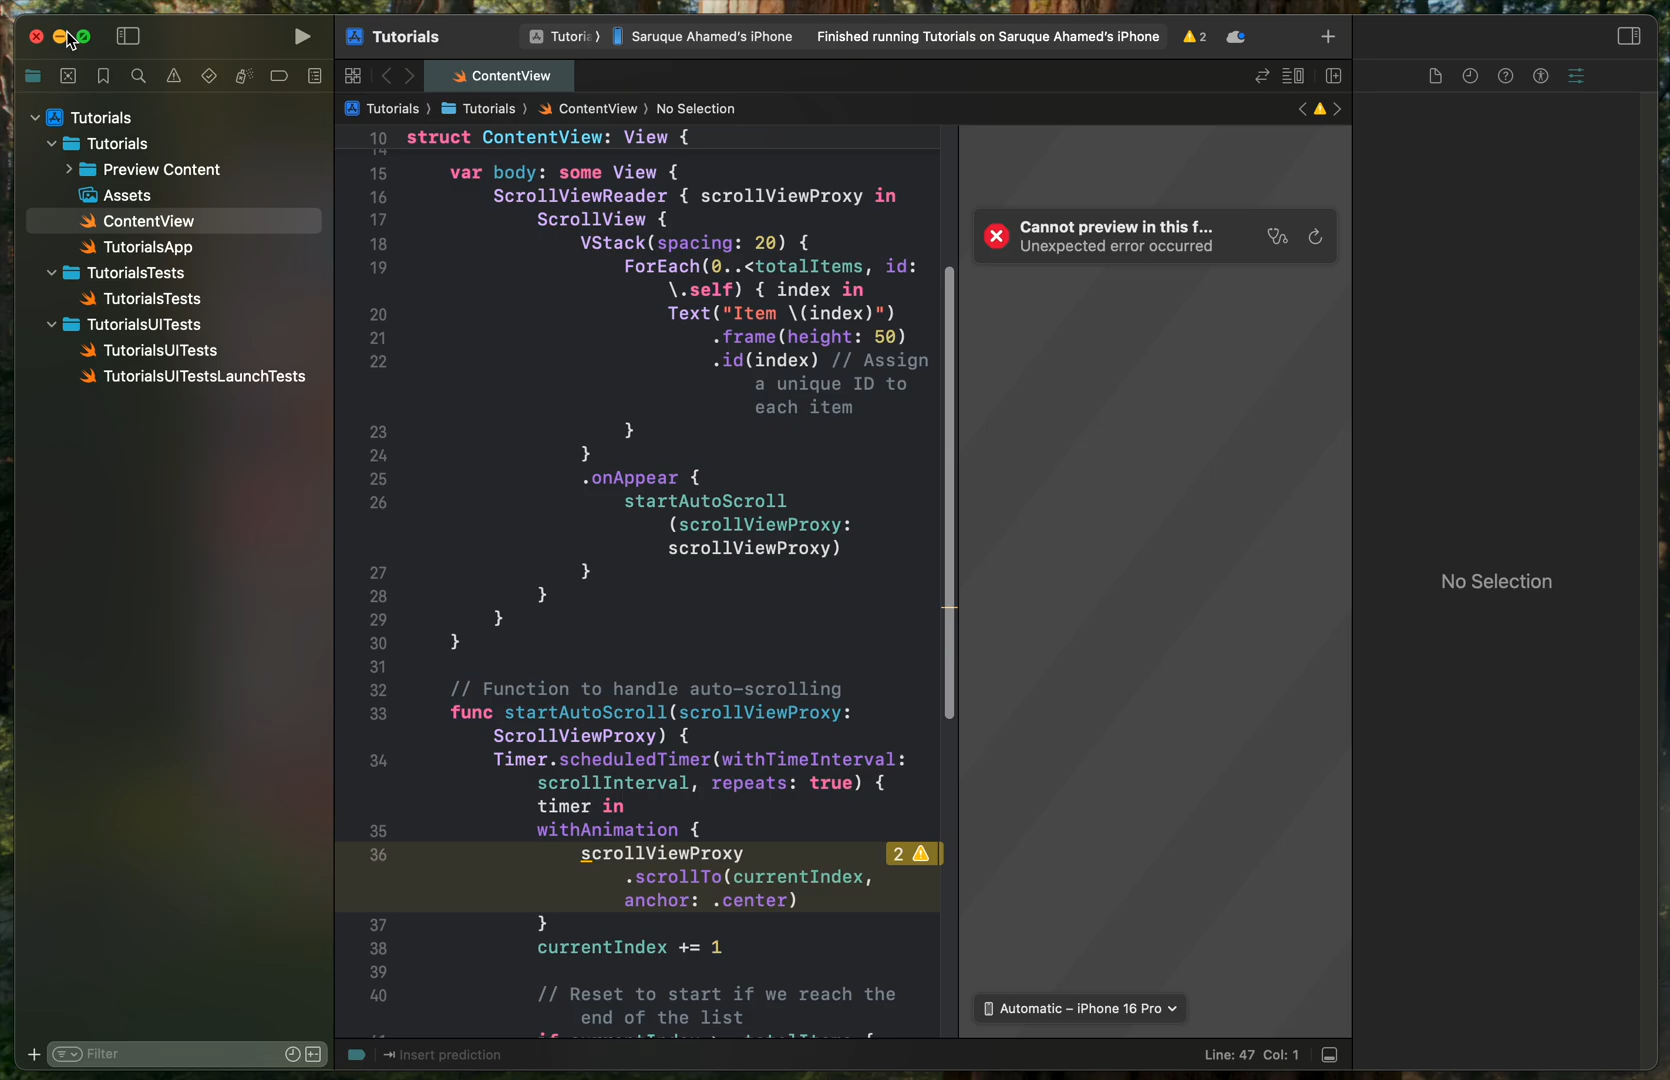 Tutorials
Tutoria 〉 Saruque Ahamed's iPhone
Finished running Tutorials on Saruque Ahamed's iPhone
2
ContentView
Tutorials 〉 Tutorials 〉 ContentView 〉 No Selection
Tutorials
Tutorials
Preview Content
Assets
ContentView
TutorialsApp
TutorialsTests
TutorialsTests
TutorialsUITests
TutorialsUITests
TutorialsUITestsLaunchTests
Filter
10 struct ContentView: View {
14
15 var body: some View {
16 ScrollViewReader { scrollViewProxy in
17 ScrollView {
18 VStack(spacing: 20) {
19 ForEach(0..<totalItems, id:
\.self) { index in
20 Text("Item \(index)")
21 .frame(height: 50)
22 .id(index) // Assign
a unique ID to
each item
23 }
24 }
25 .onAppear {
26 startAutoScroll
(scrollViewProxy:
scrollViewProxy)
27 }
28 }
29 }
30 }
31
32 // Function to handle auto-scrolling
33 func startAutoScroll(scrollViewProxy:
ScrollViewProxy) {
34 Timer.scheduledTimer(withTimeInterval:
scrollInterval, repeats: true) {
timer in
35 withAnimation {
36 scrollViewProxy 2
.scrollTo(currentIndex,
anchor: .center)
37 }
38 currentIndex += 1
39
40 // Reset to start if we reach the
end of the list
Insert prediction
Line: 47 Col: 1
Cannot preview in this f...
Unexpected error occurred
Automatic – iPhone 16 Pro
No Selection